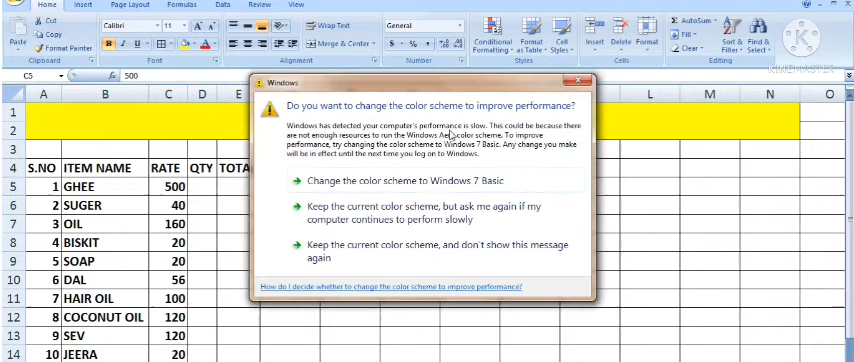 Home Insert Page Layout Formulas Data Review View
Cut
Copy
Format Painter
Paste
Clipboard
Calibri 11
B I U
Font
Wrap Text
Merge & Center
Alignment
General
$ % ,
Number
Conditional Formatting
Format as Table
Cell Styles
Styles
Insert Delete Format
Cells
AutoSum
Fill
Clear
Sort & Filter
Find & Select
Editing
KINEMASTER
C5 fx 500
A B C D E L M N O
1
2
3
4 S.NO ITEM NAME RATE QTY TOTA
5 1 GHEE 500
6 2 SUGER 40
7 3 OIL 160
8 4 BISKIT 20
9 5 SOAP 20
10 6 DAL 56
11 7 HAIR OIL 100
12 8 COCONUT OIL 120
13 9 SEV 120
14 10 JEERA 20
Windows
Do you want to change the color scheme to improve performance?
Windows has detected your computer's performance is slow. This could be because there
are not enough resources to run the Windows Aero color scheme. To improve
performance, try changing the color scheme to Windows 7 Basic. Any change you make
will be in effect until the next time you log on to Windows.
Change the color scheme to Windows 7 Basic
Keep the current color scheme, but ask me again if my
computer continues to perform slowly
Keep the current color scheme, and don't show this message
again
How do I decide whether to change the color scheme to improve performance?